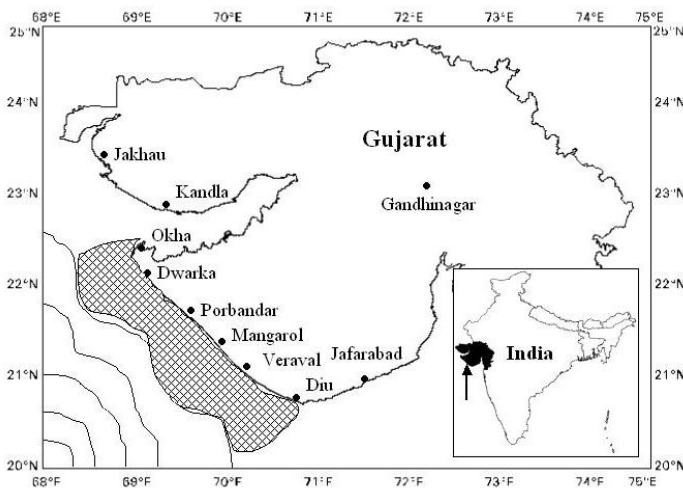 68°F 69°F 70°F 71°F 72°F 73°F 74°F 75°F
25°N 25°N
24°N 24°N
Gujarat
Jakhau
Kandla
Gandhinagar
23°N 23°N
Okha
Dwarka
22°N 22°N
Porbandar
Mangarol
Veraval
Jafarabad
India
21°N 21°N
Diu
20°N 20°N
68°F 69°F 70°F 71°F 72°F 73°F 74°F 75°F